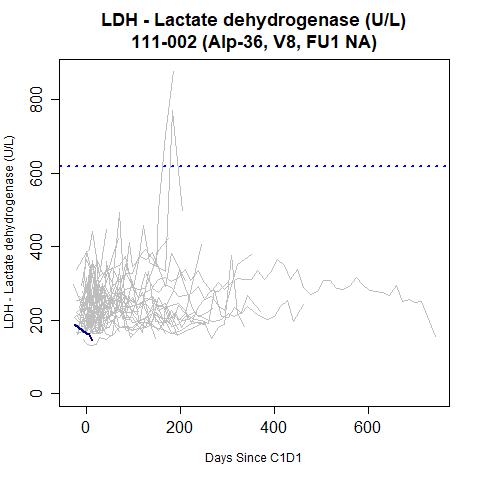 LDH - Lactate dehydrogenase (U/L)
111-002 (Alp-36, V8, FU1 NA)
LDH - Lactate dehydrogenase (U/L)
800
600
400
200
0
0 200 400 600
Days Since C1D1